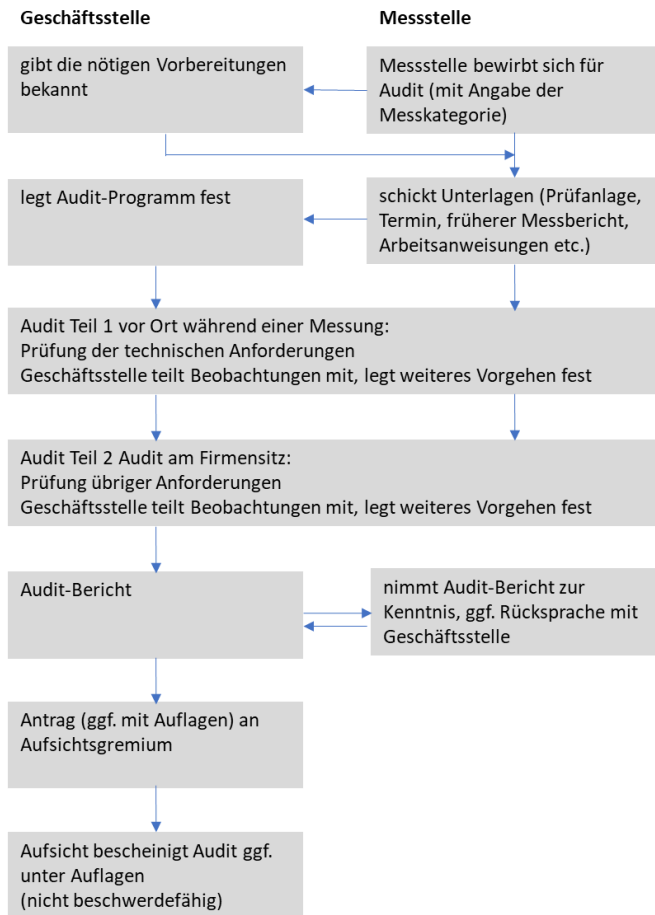 Geschäftsstelle
Messstelle
gibt die nötigen Vorbereitungen
bekannt
Messstelle bewirbt sich für
Audit (mit Angabe der
Messkategorie)
legt Audit-Programm fest
schickt Unterlagen (Prüfanlage,
Termin, früherer Messbericht,
Arbeitsanweisungen etc.)
Audit Teil 1 vor Ort während einer Messung:
Prüfung der technischen Anforderungen
Geschäftsstelle teilt Beobachtungen mit, legt weiteres Vorgehen fest
Audit Teil 2 Audit am Firmensitz:
Prüfung übriger Anforderungen
Geschäftsstelle teilt Beobachtungen mit, legt weiteres Vorgehen fest
Audit-Bericht
nimmt Audit-Bericht zur
Kenntnis, ggf. Rücksprache mit
Geschäftsstelle
Antrag (ggf. mit Auflagen) an
Aufsichtsgremium
Aufsicht bescheinigt Audit ggf.
unter Auflagen
(nicht beschwerdefähig)